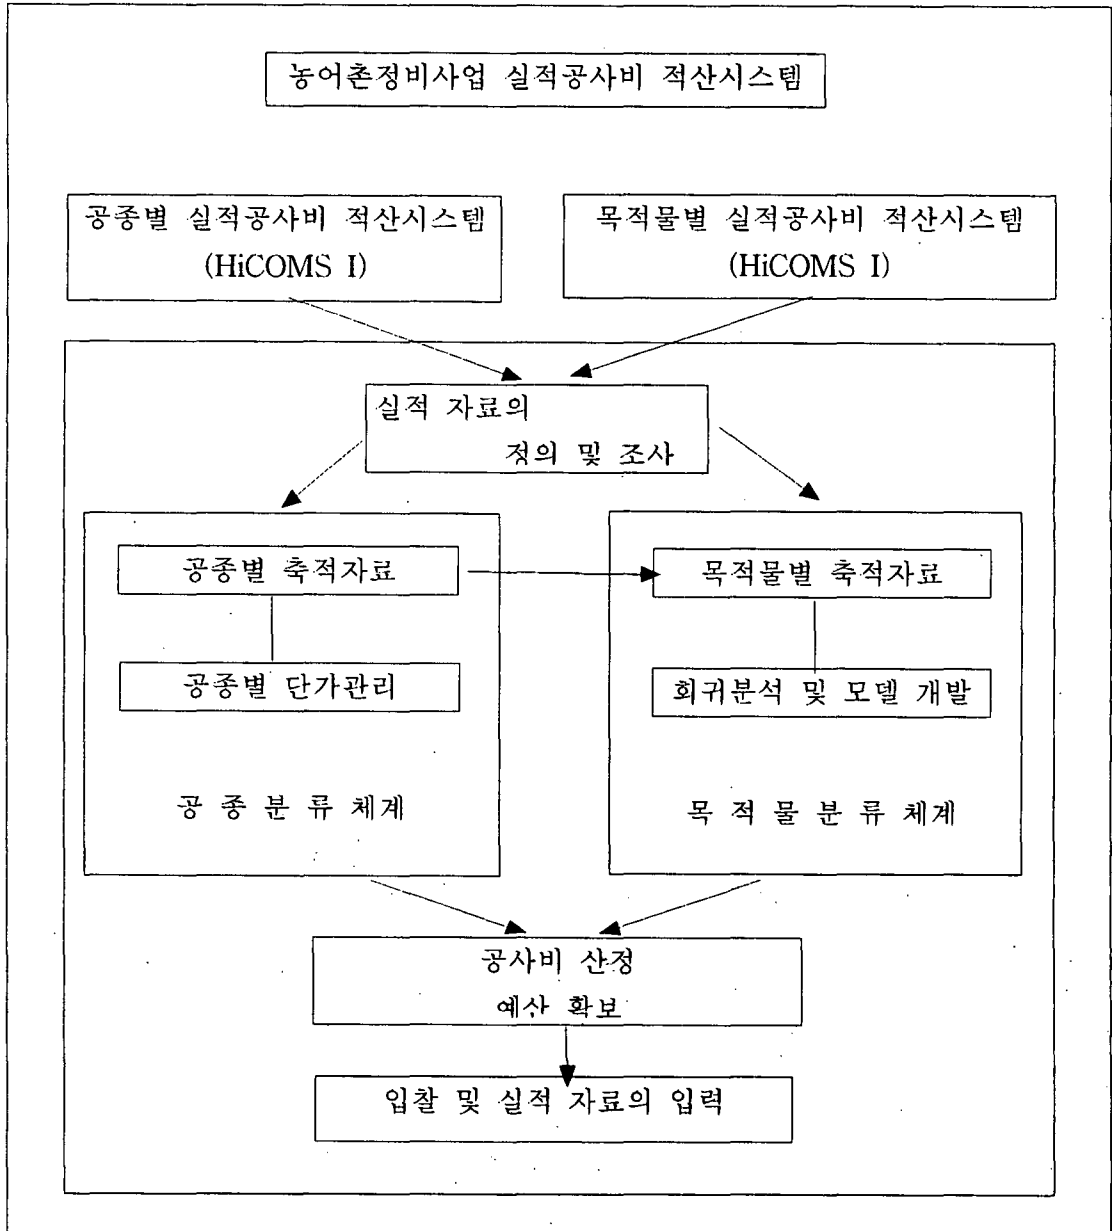 농어촌정비사업 실적공사비 적산시스템
공종별 실적공사비 적산시스템
(HiCOMS I)
목적물별 실적공사비 적산시스템
(HiCOMS I)
실적 자료의
정의 및 조사
공종별 축적자료
목적물별 축적자료
공종별 단가관리
회귀분석 및 모델 개발
공 종 분 류 체계
목 적 물 분 류 체계
공사비 산정
예산 확보
입찰 및 실적 자료의 입력